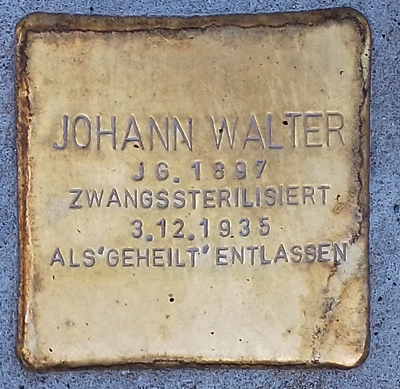 JOHANN WALTER
JG. 1897
ZWANGSSTERILISIERT
3.12.1935
ALS "GEHEILT" ENTLASSEN